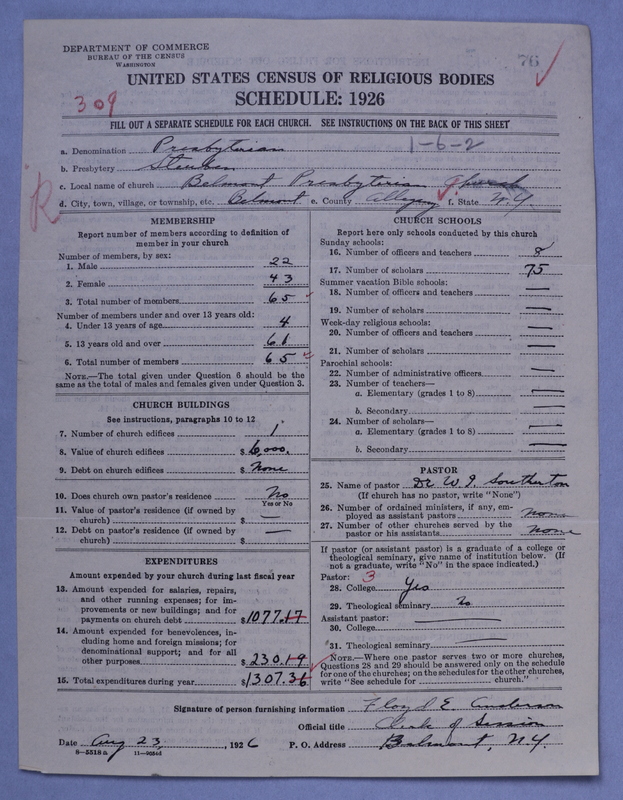 DEPARTMENT OF COMMERCE
BUREAU OF THE CENSUS
WASHINGTON
76
UNITED STATES CENSUS OF RELIGIOUS BODIES
SCHEDULE: 1926
309
FILL OUT A SEPARATE SCHEDULE FOR EACH CHURCH. SEE INSTRUCTIONS ON THE BACK OF THIS SHEET
1-6-2
a. Denomination Presbyterian
b. Presbytery Steuben
c. Local name of church Belmont Presbyterian Church
d. City, town, village, or township, etc. Belmont e. County Allegany f. State N.Y.
R
MEMBERSHIP
Report number of members according to definition of
member in your church
Number of members, by sex:
1. Male 22
2. Female 43
3. Total number of members 65
Number of members under and over 13 years old:
4. Under 13 years of age 4
5. 13 years old and over 61
6. Total number of members 65
NOTE.—The total given under Question 6 should be the
same as the total of males and females given under Question 3.
CHURCH BUILDINGS
See instructions, paragraphs 10 to 12
7. Number of church edifices 1
8. Value of church edifices $ 6,000.
9. Debt on church edifices $ None
10. Does church own pastor's residence No
Yes or No
11. Value of pastor's residence (if owned by
church) $ —
12. Debt on pastor's residence (if owned by
church) $ —
EXPENDITURES
Amount expended by your church during last fiscal year
13. Amount expended for salaries, repairs,
and other running expenses; for im-
provements or new buildings; and for
payments on church debt $ 1077.17
14. Amount expended for benevolences, in-
cluding home and foreign missions; for
denominational support; and for all
other purposes $ 230.19
15. Total expenditures during year $ 1307.36
CHURCH SCHOOLS
Report here only schools conducted by this church
Sunday schools:
16. Number of officers and teachers 8
17. Number of scholars 75
Summer vacation Bible schools:
18. Number of officers and teachers —
19. Number of scholars —
Week-day religious schools:
20. Number of officers and teachers —
21. Number of scholars —
Parochial schools:
22. Number of administrative officers —
23. Number of teachers—
a. Elementary (grades 1 to 8) —
b. Secondary —
24. Number of scholars—
a. Elementary (grades 1 to 8) —
b. Secondary —
PASTOR
25. Name of pastor Dr. W. J. Southerton
(If church has no pastor, write "None")
26. Number of ordained ministers, if any, em-
ployed as assistant pastors none
27. Number of other churches served by the
pastor or his assistants none
If pastor (or assistant pastor) is a graduate of a college or
theological seminary, give name of institution below. (If
not a graduate, write "No" in the space indicated.)
Pastor: 3
28. College Yes
29. Theological seminary No
Assistant pastor: —
30. College —
31. Theological seminary —
NOTE.—Where one pastor serves two or more churches,
Questions 28 and 29 should be answered only on the schedule
for one of the churches; on the schedules for the other churches,
write "See schedule for church."
Signature of person furnishing information Floyd E. Anderson
Official title Clerk of Session
Date Aug 23, 1926 P. O. Address Belmont, N.Y.
8—5518 a 11—9056d